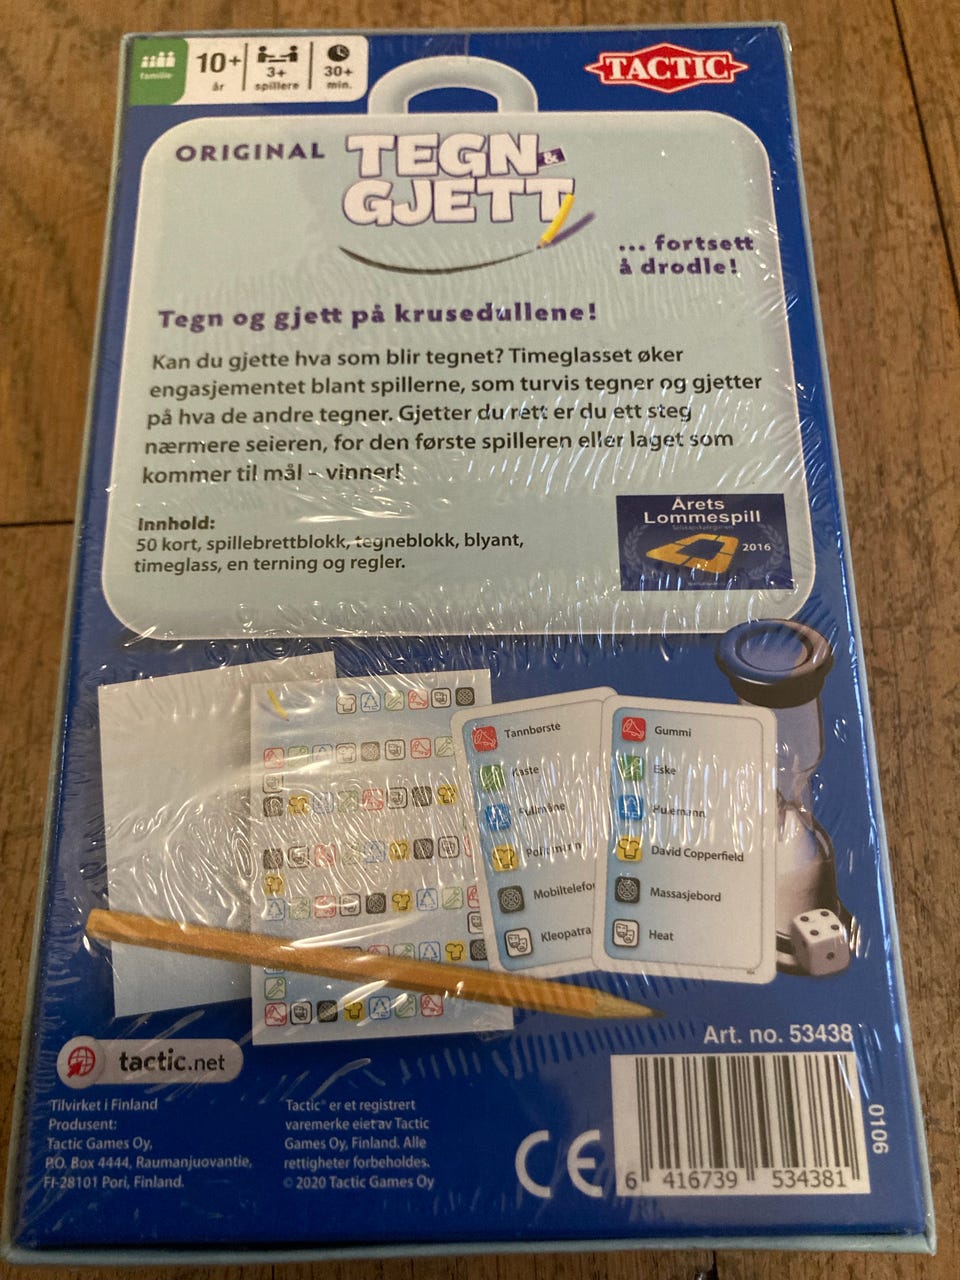 familie
10+
år
3+
spillere
30+
min.
TACTIC
ORIGINAL
TEGN &
GJETT
... fortsett
å drodle!
Tegn og gjett på krusedullene!
Kan du gjette hva som blir tegnet? Timeglasset øker
engasjementet blant spillerne, som turvis tegner og gjetter
på hva de andre tegner. Gjetter du rett er du ett steg
nærmere seieren, for den første spilleren eller laget som
kommer til mål – vinner!
Innhold:
50 kort, spillebrettblokk, tegneblokk, blyant,
timeglass, en terning og regler.
Årets
Lommespill
2016
Tannbørste
Kaste
Fullmåne
Mobiltelefo
Kleopatra
Gummi
Eske
David Copperfield
Massasjebord
Heat
Art. no. 53438
tactic.net
Tilvirket i Finland
Produsent:
Tactic Games Oy,
P.O. Box 4444, Raumanjuovantie,
FI-28101 Pori, Finland.
Tactic® er et registrert
varemerke eiet av Tactic
Games Oy, Finland. Alle
rettigheter forbeholdes.
© 2020 Tactic Games Oy
CE
0106
6 416739 534381